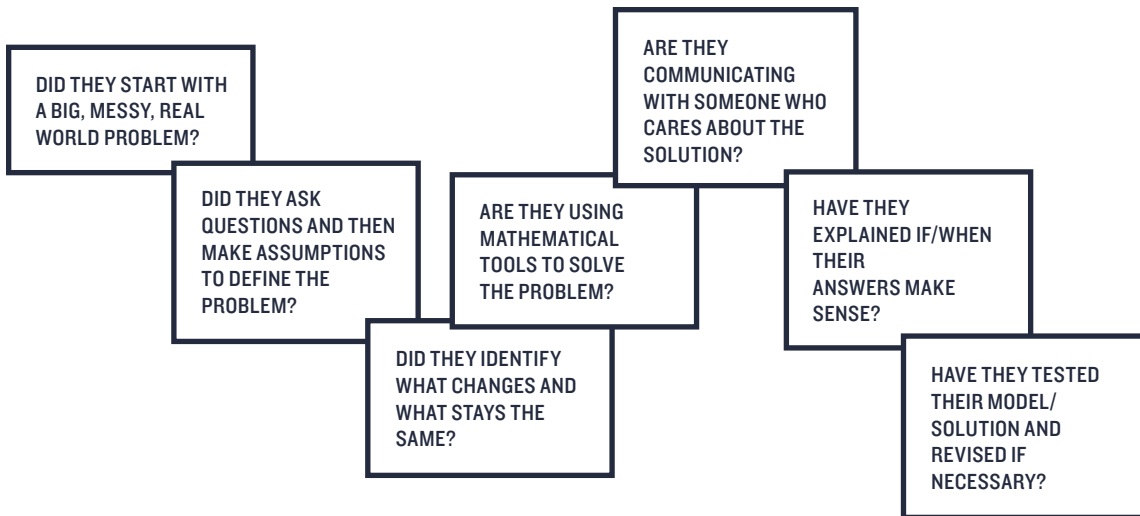 DID THEY START WITH
A BIG, MESSY, REAL
WORLD PROBLEM?
DID THEY ASK
QUESTIONS AND THEN
MAKE ASSUMPTIONS
TO DEFINE THE
PROBLEM?
DID THEY IDENTIFY
WHAT CHANGES AND
WHAT STAYS THE
SAME?
ARE THEY USING
MATHEMATICAL
TOOLS TO SOLVE
THE PROBLEM?
ARE THEY
COMMUNICATING
WITH SOMEONE WHO
CARES ABOUT THE
SOLUTION?
HAVE THEY
EXPLAINED IF/WHEN
THEIR
ANSWERS MAKE
SENSE?
HAVE THEY TESTED
THEIR MODEL/
SOLUTION AND
REVISED IF
NECESSARY?